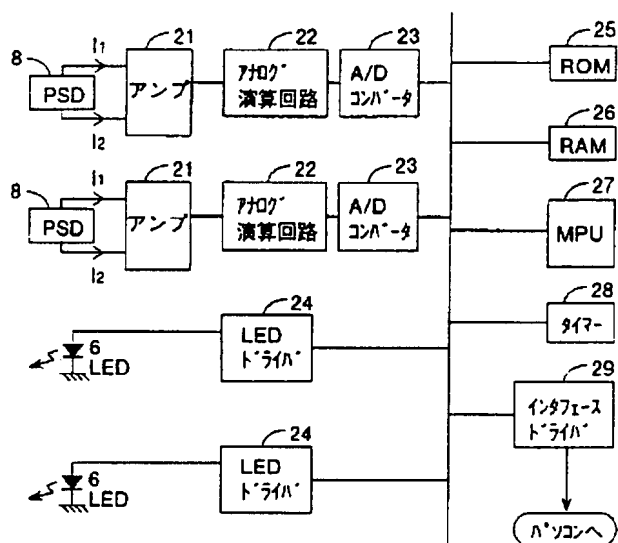 8
PSD
I1
I2
21
アンプ
22
アナログ
演算回路
23
A/D
コンバータ
8
PSD
I1
I2
21
アンプ
22
アナログ
演算回路
23
A/D
コンバータ
6
LED
24
LED
ドライバ
6
LED
24
LED
ドライバ
25
ROM
26
RAM
27
MPU
28
タイマー
29
インタフェース
ドライバ
パソコンへ